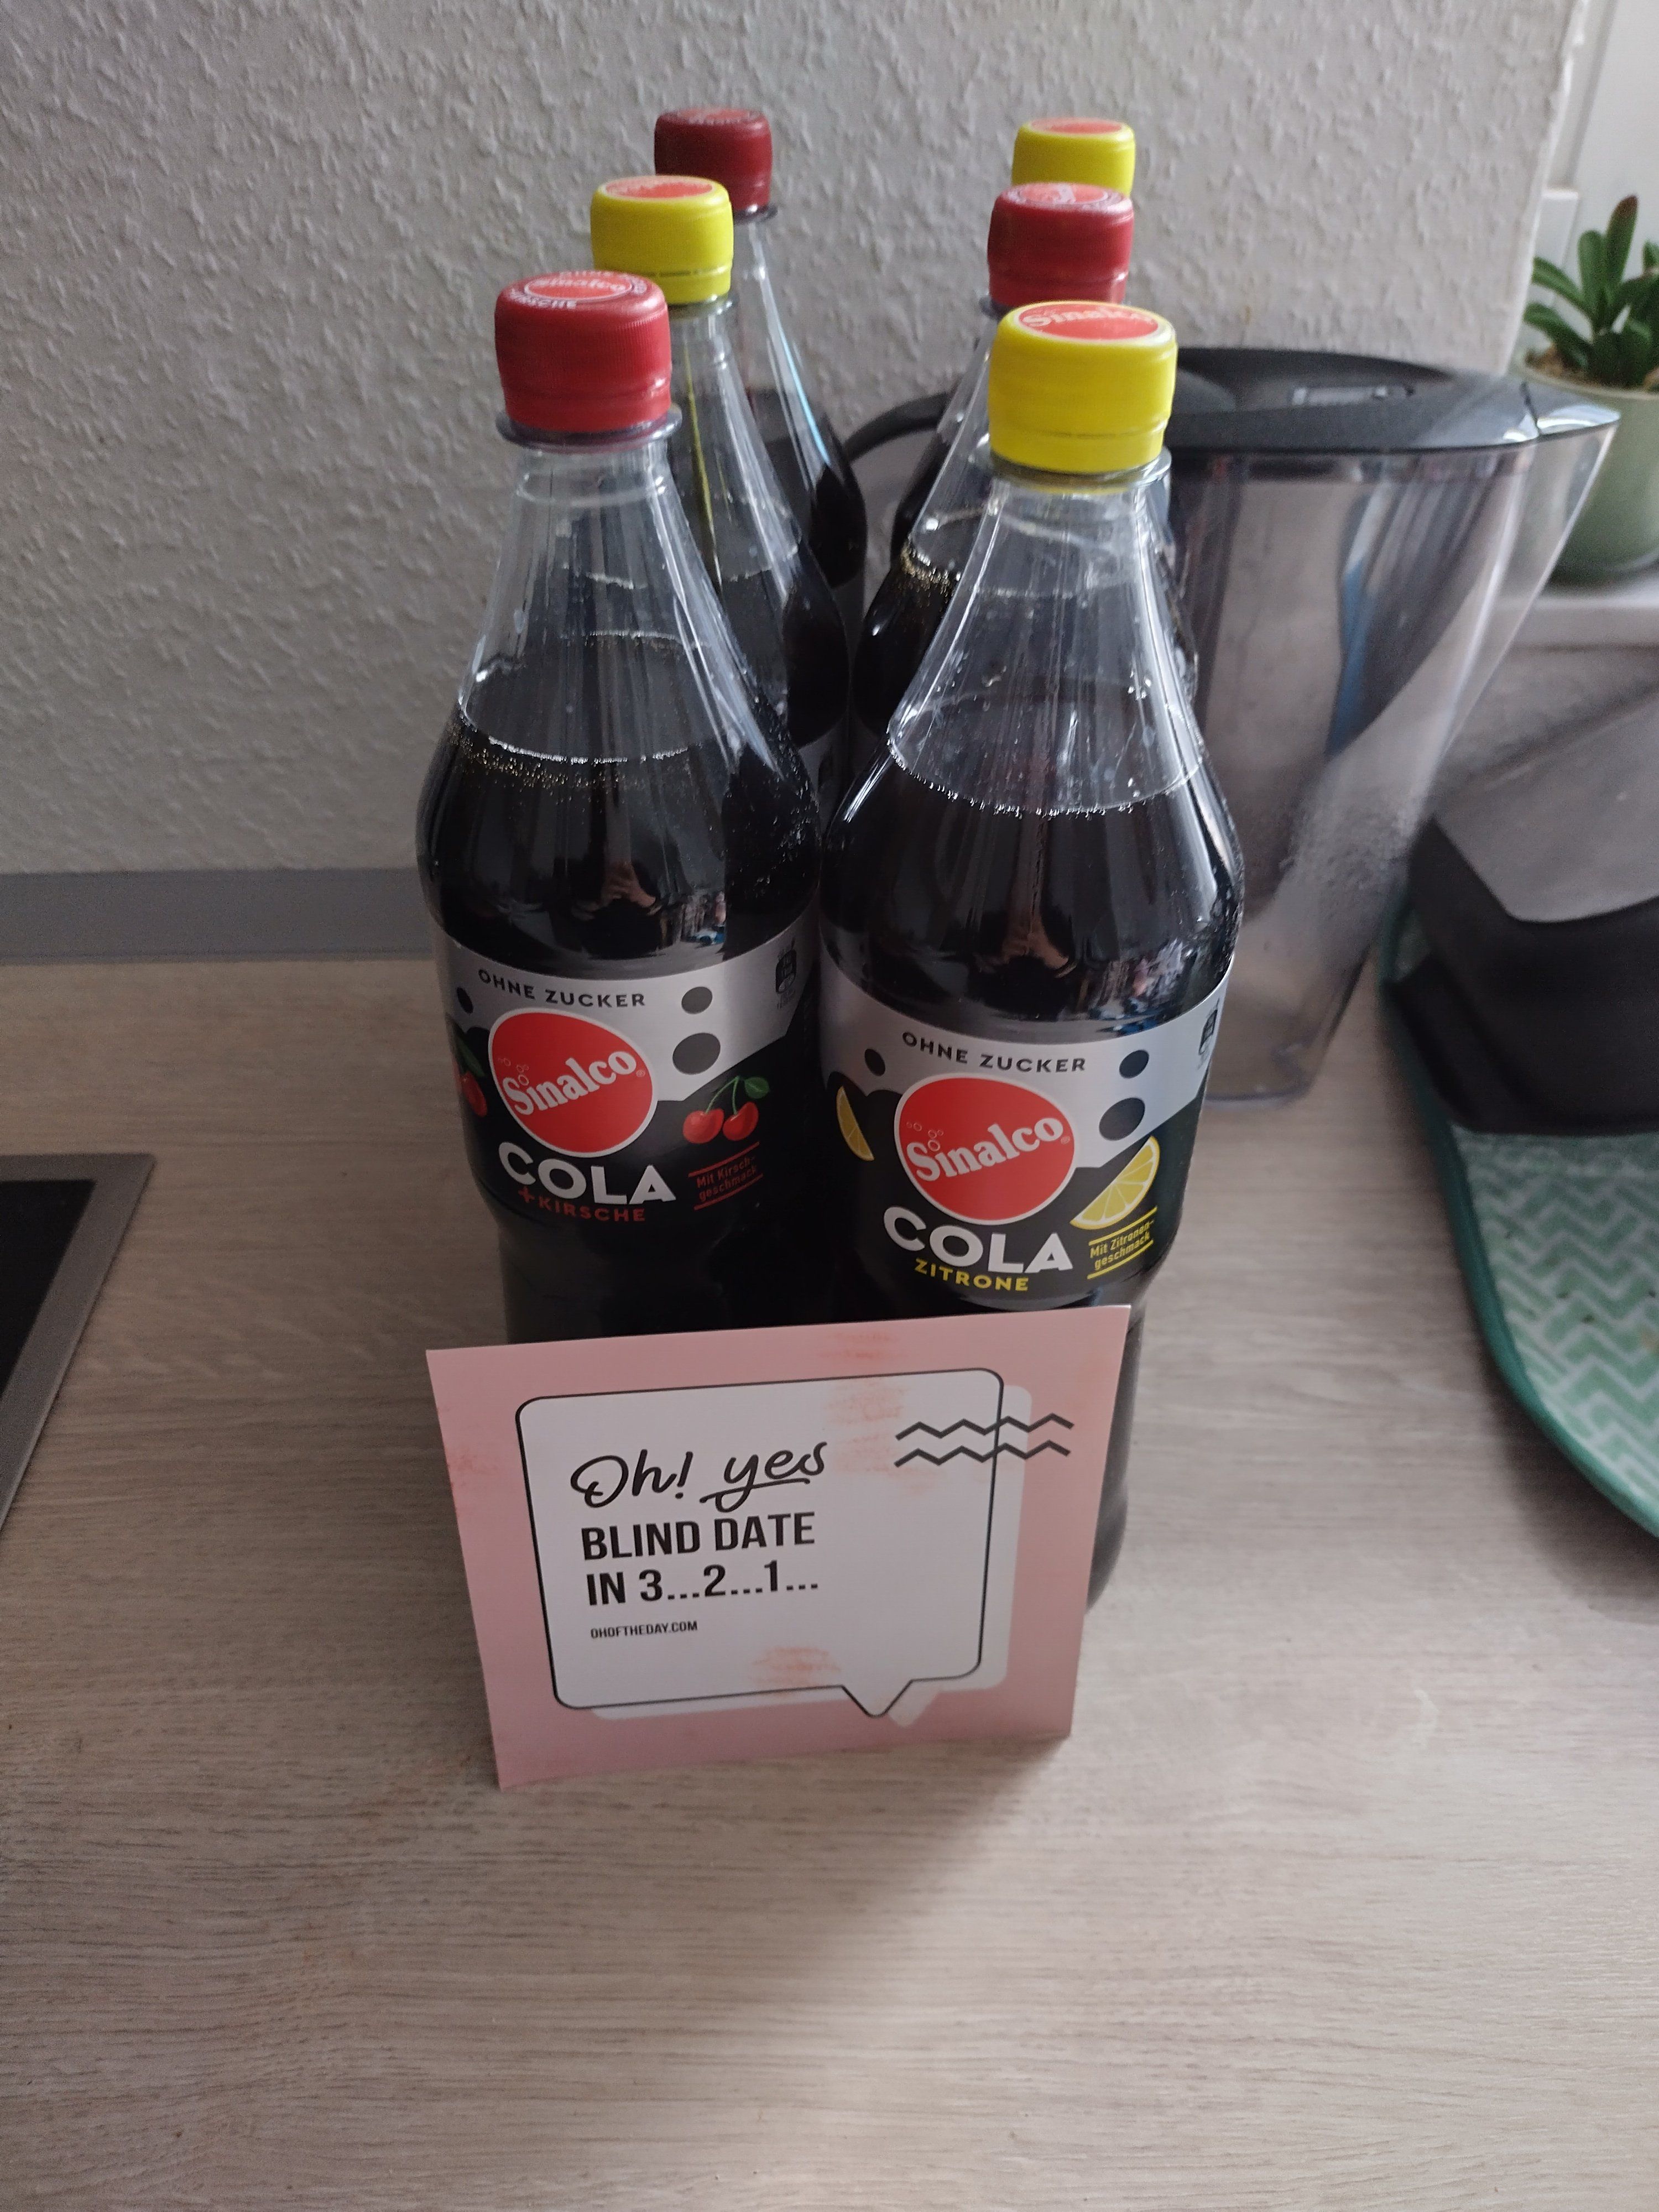 Sinalco
OHNE ZUCKER
Sinalco
COLA
+KIRSCHE
Mit Kirsch-
geschmack
OHNE ZUCKER
Sinalco
COLA
ZITRONE
Mit Zitronen-
geschmack
Oh! yes
BLIND DATE
IN 3...2...1...
OHOFTHEDAY.COM